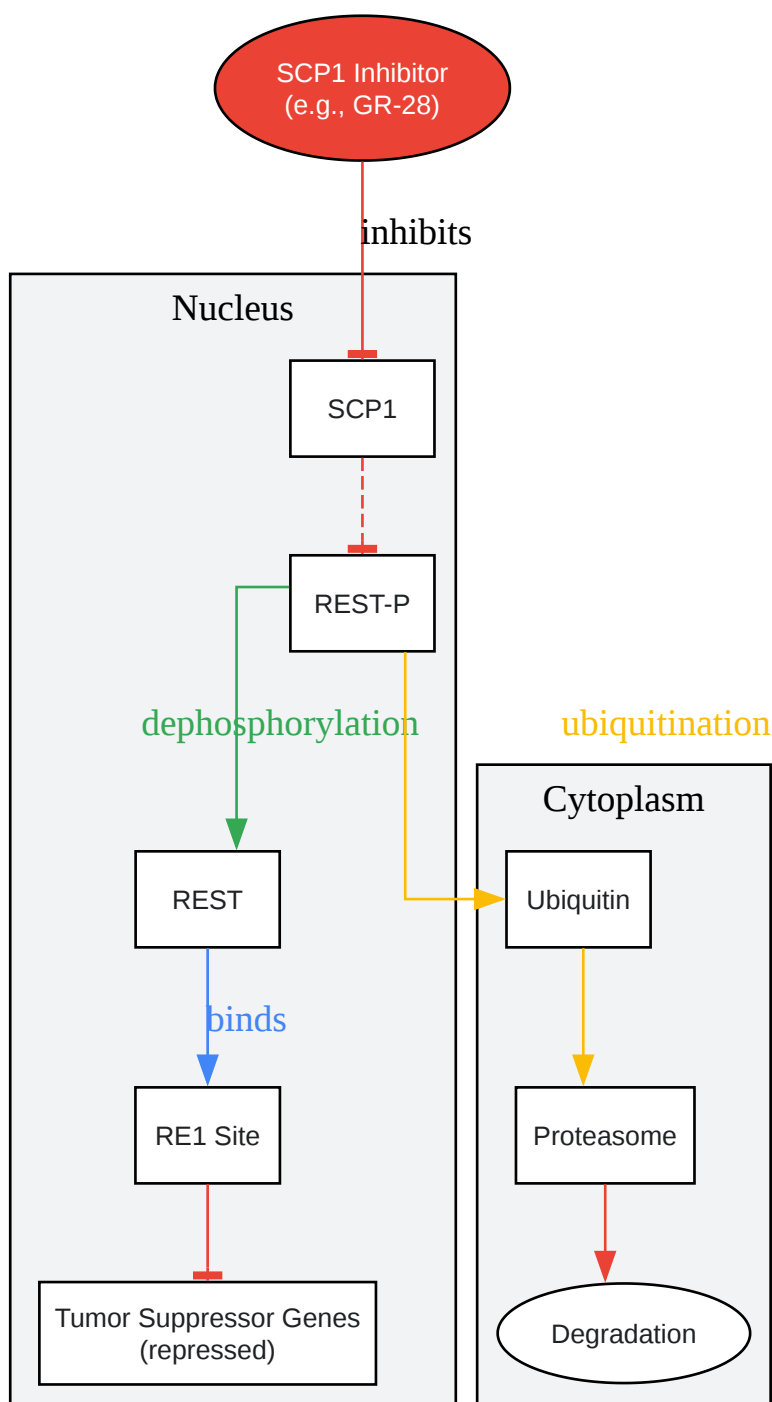 SCP1 Inhibitor
(e.g., GR-28)
inhibits
Nucleus
SCP1
REST-P
dephosphorylation
ubiquitination
Cytoplasm
REST
Ubiquitin
binds
RE1 Site
Proteasome
Tumor Suppressor Genes
(repressed)
Degradation